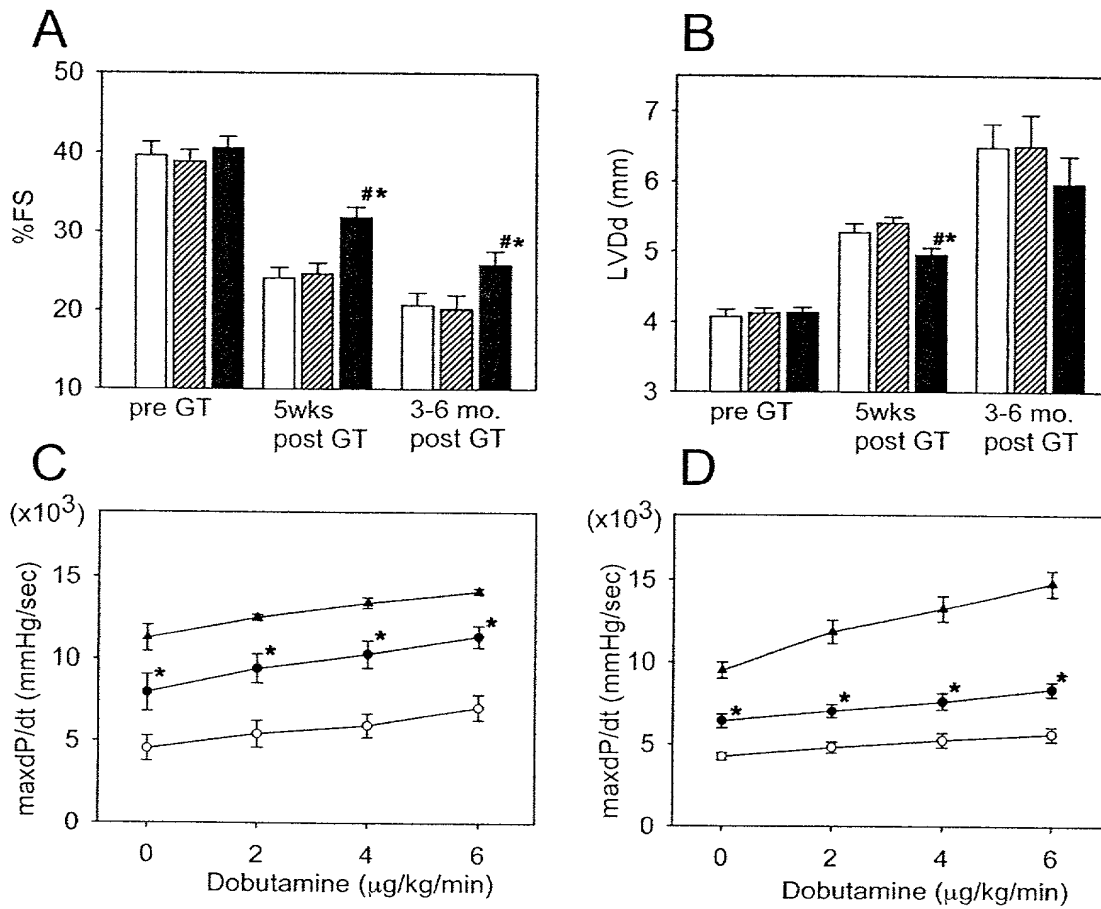 A
50
40
30
20
10
%FS
#*
#*
pre GT
5wks
post GT
3-6 mo.
post GT
B
7
6
5
4
3
LVDd (mm)
#*
pre GT
5wks
post GT
3-6 mo.
post GT
C
(x10³)
15
10
5
0
maxdP/dt (mmHg/sec)
*
*
*
*
0 2 4 6
Dobutamine (µg/kg/min)
D
(x10³)
15
10
5
0
maxdP/dt (mmHg/sec)
*
*
*
*
0 2 4 6
Dobutamine (µg/kg/min)